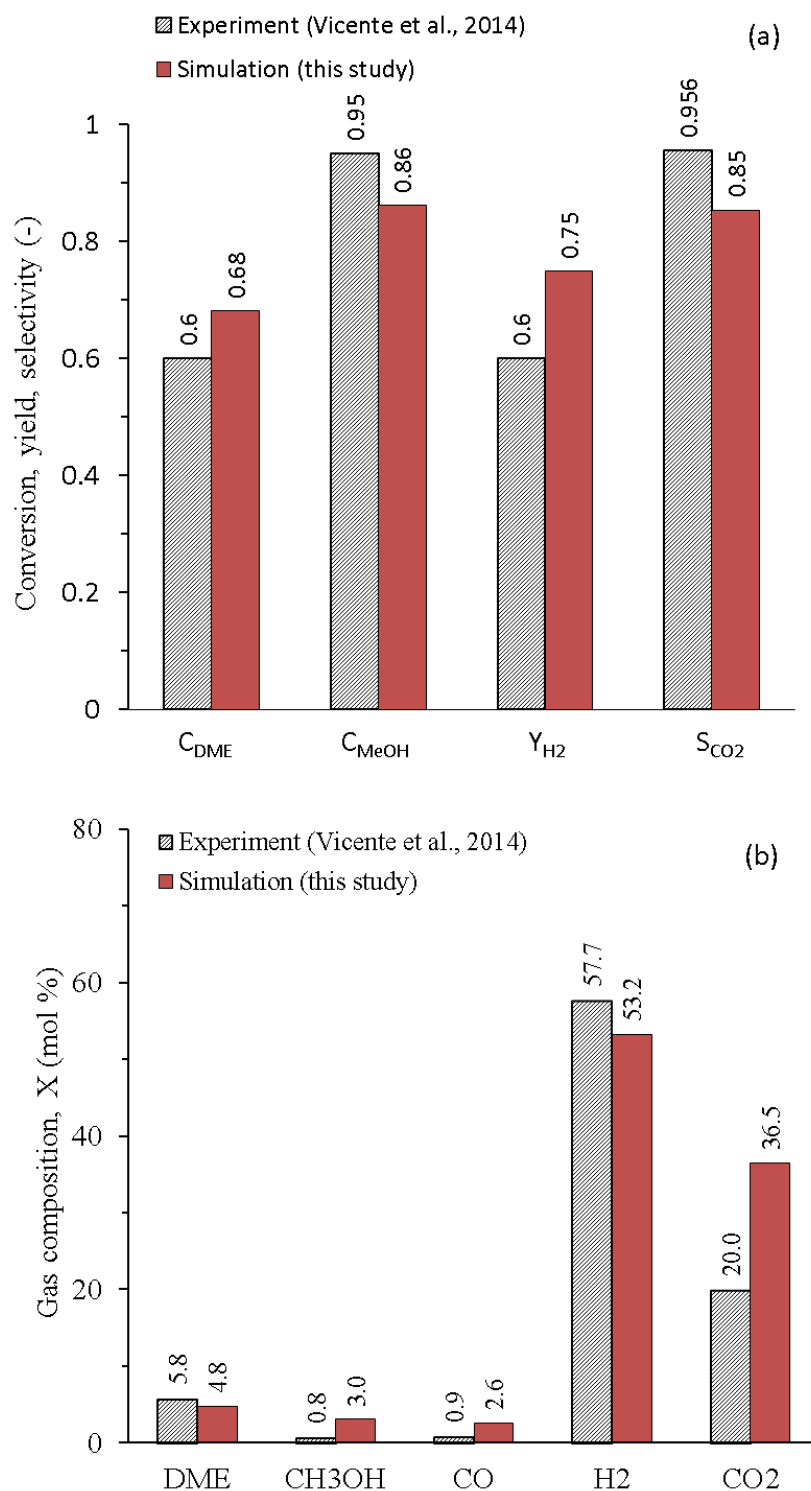 Experiment (Vicente et al., 2014)
(a)
Simulation (this study)
Conversion, yield, selectivity (-)
1
0.8
0.6
0.4
0.2
0
0.6
0.68
0.95
0.86
0.6
0.75
0.956
0.85
C_DME
C_MeOH
Y_H2
S_CO2
Experiment (Vicente et al., 2014)
(b)
Simulation (this study)
Gas composition, X (mol %)
80
60
40
20
0
5.8
4.8
0.8
3.0
0.9
2.6
57.7
53.2
20.0
36.5
DME
CH3OH
CO
H2
CO2